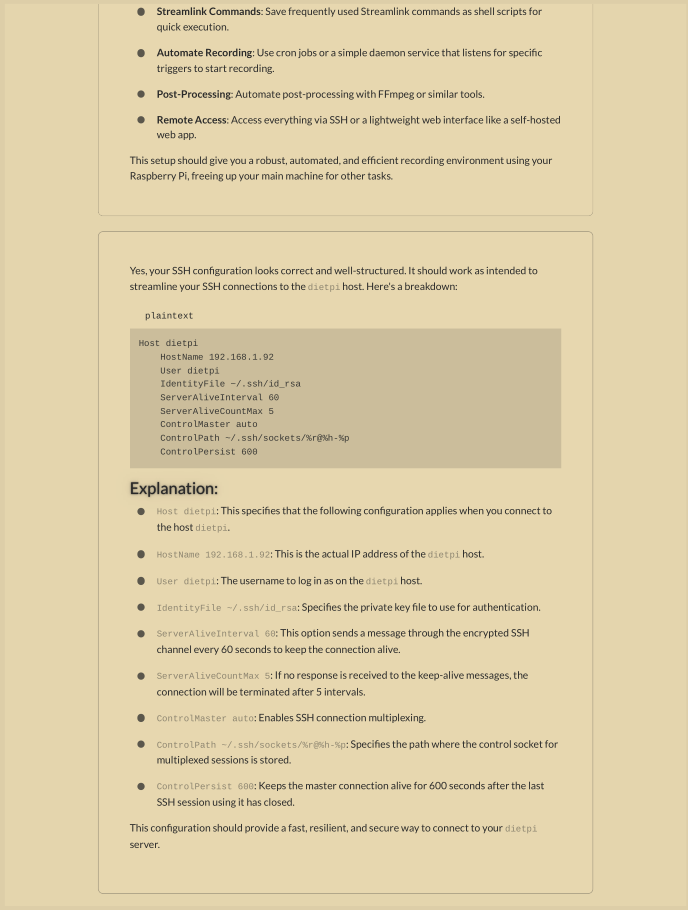 Streamlink Commands: Save frequently used Streamlink commands as shell scripts for
quick execution.
Automate Recording: Use cron jobs or a simple daemon service that listens for specific
triggers to start recording.
Post-Processing: Automate post-processing with FFmpeg or similar tools.
Remote Access: Access everything via SSH or a lightweight web interface like a self-hosted
web app.
This setup should give you a robust, automated, and efficient recording environment using your
Raspberry Pi, freeing up your main machine for other tasks.
Yes, your SSH configuration looks correct and well-structured. It should work as intended to
streamline your SSH connections to the dietpi host. Here's a breakdown:
plaintext
Host dietpi
    HostName 192.168.1.92
    User dietpi
    IdentityFile ~/.ssh/id_rsa
    ServerAliveInterval 60
    ServerAliveCountMax 5
    ControlMaster auto
    ControlPath ~/.ssh/sockets/%r@%h-%p
    ControlPersist 600
Explanation:
Host dietpi: This specifies that the following configuration applies when you connect to
the host dietpi.
HostName 192.168.1.92: This is the actual IP address of the dietpi host.
User dietpi: The username to log in as on the dietpi host.
IdentityFile ~/.ssh/id_rsa: Specifies the private key file to use for authentication.
ServerAliveInterval 60: This option sends a message through the encrypted SSH
channel every 60 seconds to keep the connection alive.
ServerAliveCountMax 5: If no response is received to the keep-alive messages, the
connection will be terminated after 5 intervals.
ControlMaster auto: Enables SSH connection multiplexing.
ControlPath ~/.ssh/sockets/%r@%h-%p: Specifies the path where the control socket for
multiplexed sessions is stored.
ControlPersist 600: Keeps the master connection alive for 600 seconds after the last
SSH session using it has closed.
This configuration should provide a fast, resilient, and secure way to connect to your dietpi
server.